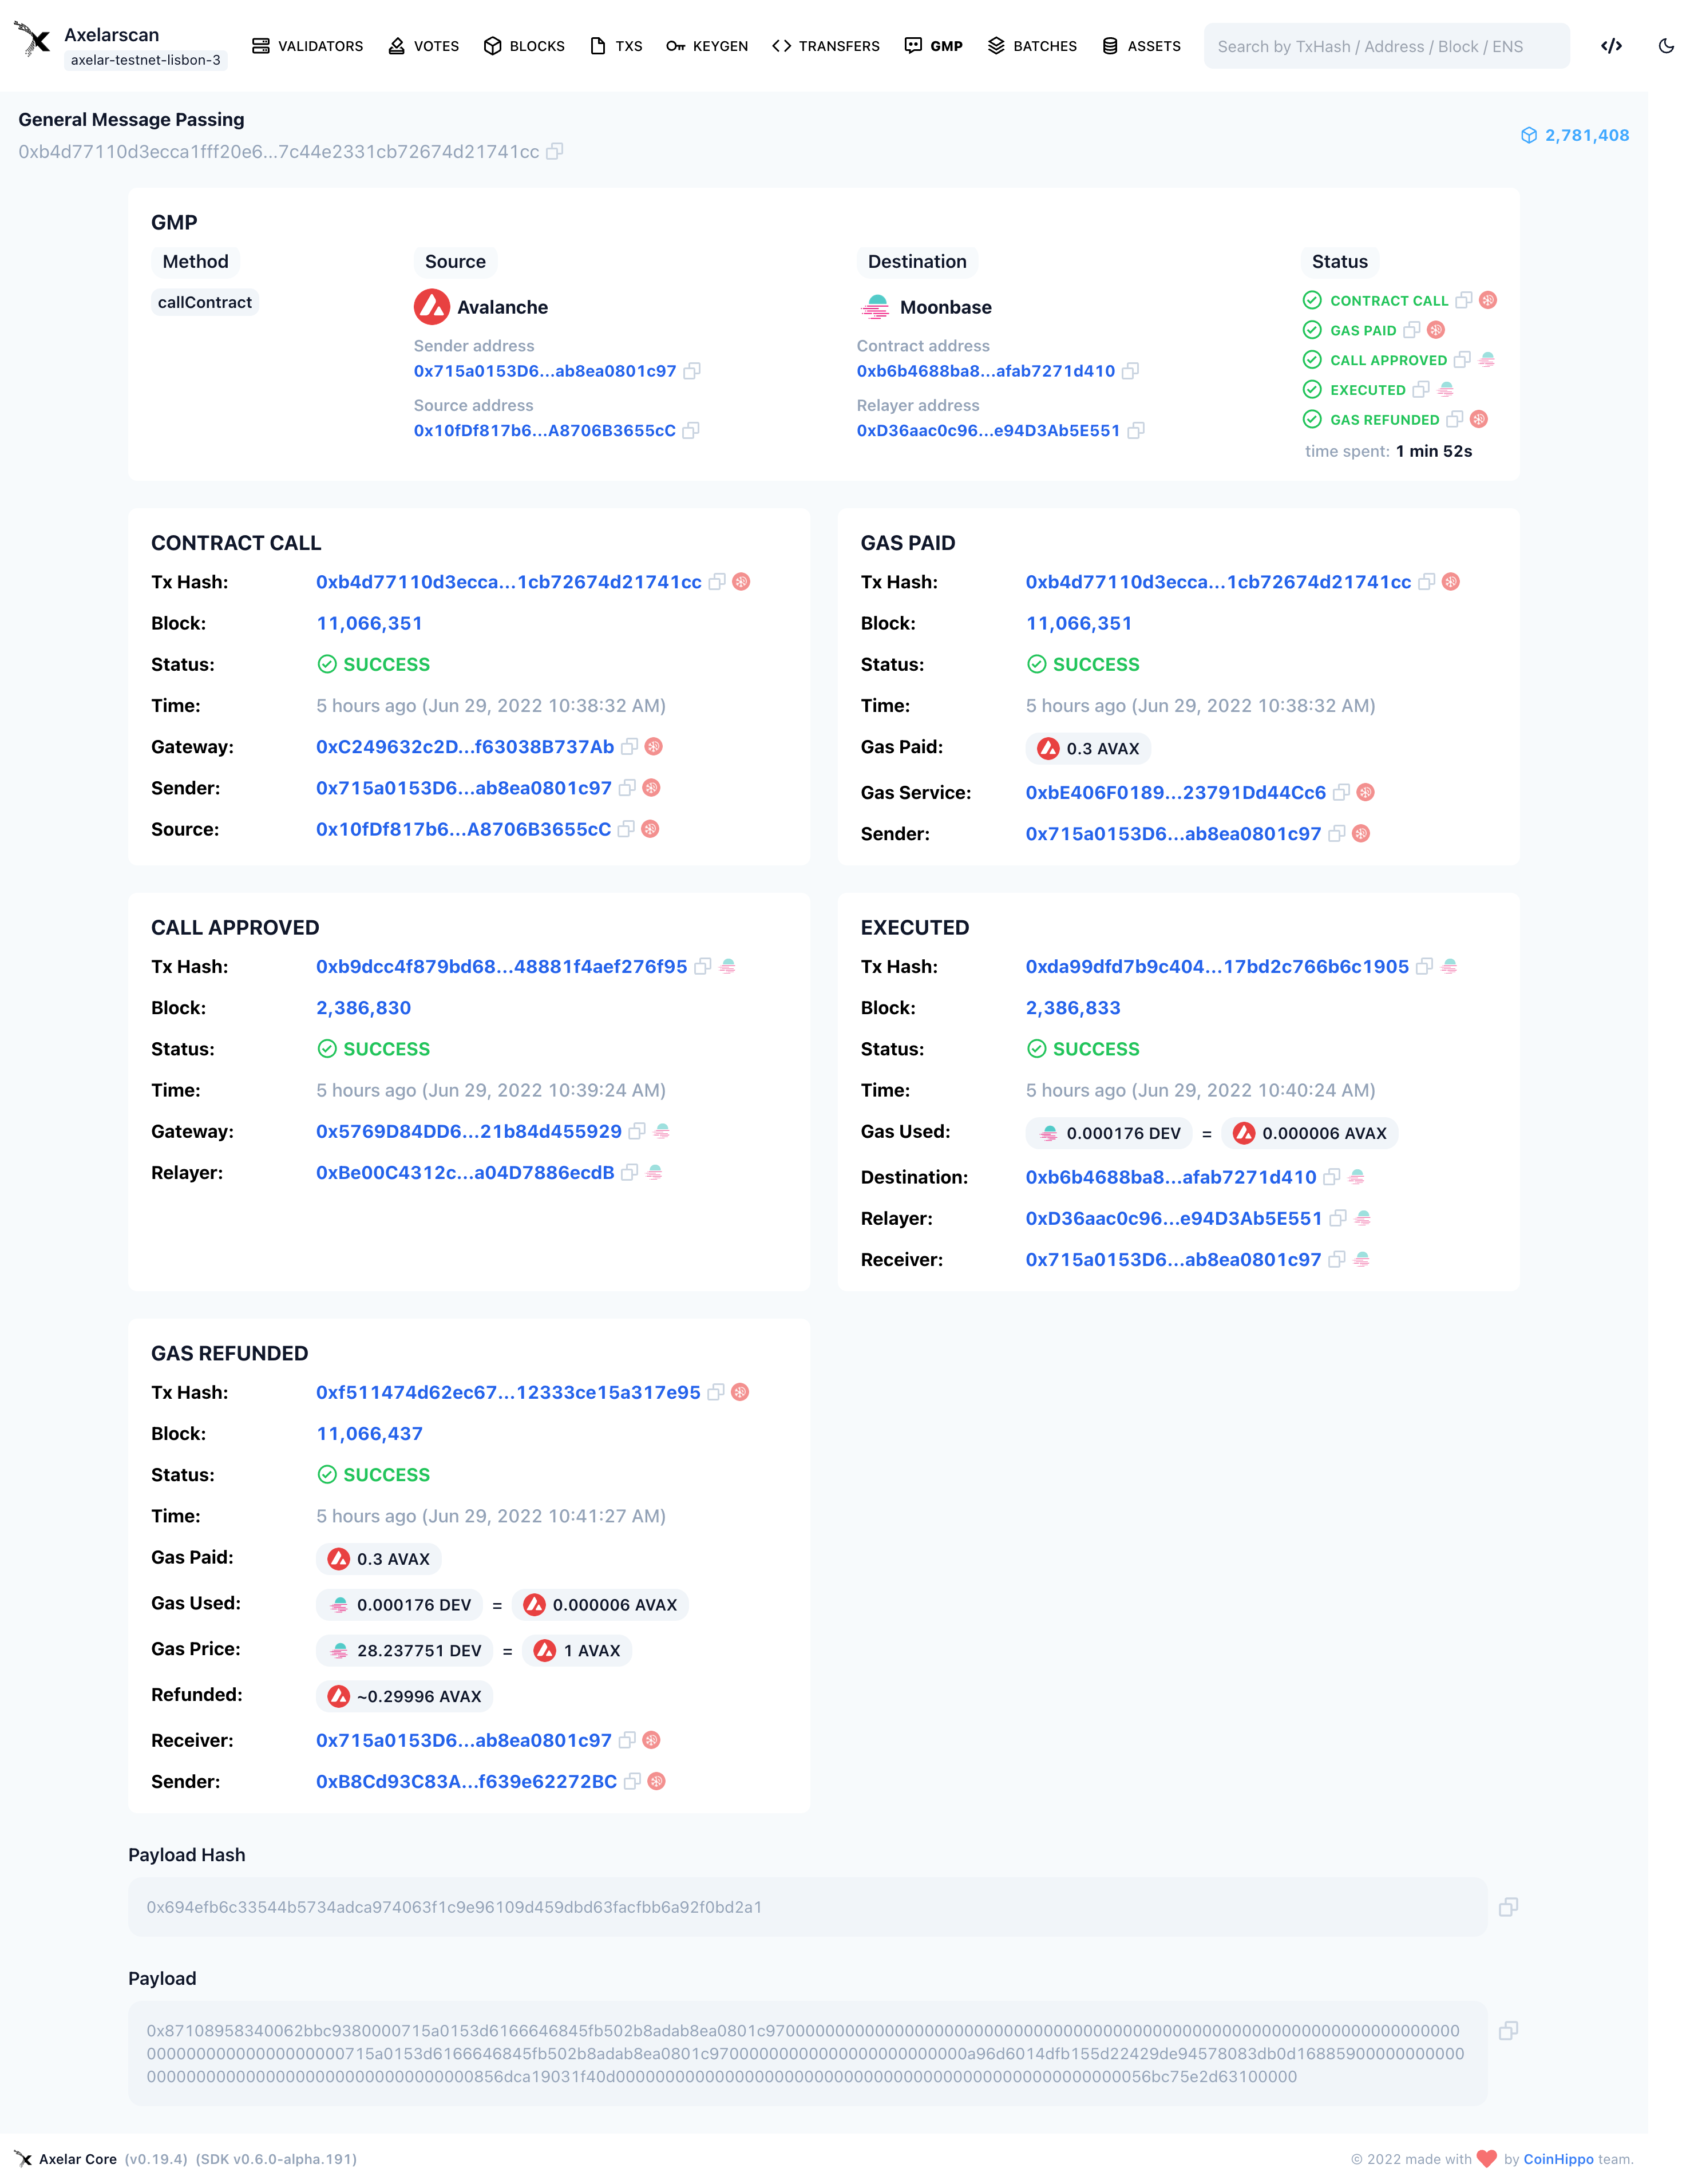 Axelarscan
axelar-testnet-lisbon-3
VALIDATORS VOTES BLOCKS TXS KEYGEN TRANSFERS GMP BATCHES ASSETS
Search by TxHash / Address / Block / ENS
General Message Passing
0xb4d77110d3ecca1fff20e6...7c44e2331cb72674d21741cc
2,781,408
GMP
Method
callContract
Source
Avalanche
Sender address
0x715a0153D6...ab8ea0801c97
Source address
0x10fDf817b6...A8706B3655cC
Destination
Moonbase
Contract address
0xb6b4688ba8...afab7271d410
Relayer address
0xD36aac0c96...e94D3Ab5E551
Status
CONTRACT CALL
GAS PAID
CALL APPROVED
EXECUTED
GAS REFUNDED
time spent: 1 min 52s
CONTRACT CALL
Tx Hash: 0xb4d77110d3ecca...1cb72674d21741cc
Block: 11,066,351
Status: SUCCESS
Time: 5 hours ago (Jun 29, 2022 10:38:32 AM)
Gateway: 0xC249632c2D...f63038B737Ab
Sender: 0x715a0153D6...ab8ea0801c97
Source: 0x10fDf817b6...A8706B3655cC
GAS PAID
Tx Hash: 0xb4d77110d3ecca...1cb72674d21741cc
Block: 11,066,351
Status: SUCCESS
Time: 5 hours ago (Jun 29, 2022 10:38:32 AM)
Gas Paid: 0.3 AVAX
Gas Service: 0xbE406F0189...23791Dd44Cc6
Sender: 0x715a0153D6...ab8ea0801c97
CALL APPROVED
Tx Hash: 0xb9dcc4f879bd68...48881f4aef276f95
Block: 2,386,830
Status: SUCCESS
Time: 5 hours ago (Jun 29, 2022 10:39:24 AM)
Gateway: 0x5769D84DD6...21b84d455929
Relayer: 0xBe00C4312c...a04D7886ecdB
EXECUTED
Tx Hash: 0xda99dfd7b9c404...17bd2c766b6c1905
Block: 2,386,833
Status: SUCCESS
Time: 5 hours ago (Jun 29, 2022 10:40:24 AM)
Gas Used: 0.000176 DEV = 0.000006 AVAX
Destination: 0xb6b4688ba8...afab7271d410
Relayer: 0xD36aac0c96...e94D3Ab5E551
Receiver: 0x715a0153D6...ab8ea0801c97
GAS REFUNDED
Tx Hash: 0xf511474d62ec67...12333ce15a317e95
Block: 11,066,437
Status: SUCCESS
Time: 5 hours ago (Jun 29, 2022 10:41:27 AM)
Gas Paid: 0.3 AVAX
Gas Used: 0.000176 DEV = 0.000006 AVAX
Gas Price: 28.237751 DEV = 1 AVAX
Refunded: ~0.29996 AVAX
Receiver: 0x715a0153D6...ab8ea0801c97
Sender: 0xB8Cd93C83A...f639e62272BC
Payload Hash
0x694efb6c33544b5734adca974063f1c9e96109d459dbd63facfbb6a92f0bd2a1
Payload
Axelar Core (v0.19.4) (SDK v0.6.0-alpha.191)
© 2022 made with by CoinHippo team.